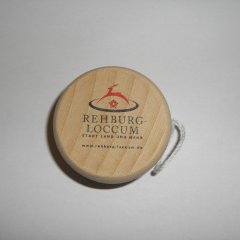 REHBURG-
LOCCUM
STADT LAND UND MEHR
www.rehburg-loccum.de